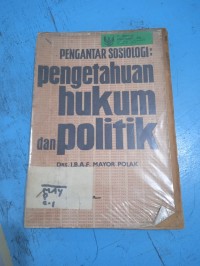 PENGANTAR SOSIOLOGI:
pengetahuan
hukum
dan politik
Drs. J.B.A.F. MAYOR POLAK